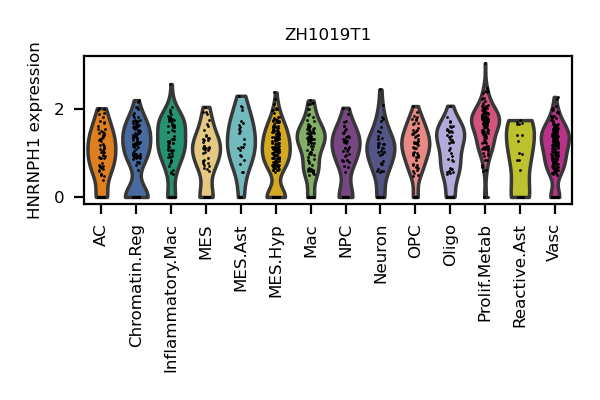 ZH1019T1
HNRNPH1 expression
2
0
AC
Chromatin.Reg
Inflammatory.Mac
MES
MES.Ast
MES.Hyp
Mac
NPC
Neuron
OPC
Oligo
Prolif.Metab
Reactive.Ast
Vasc